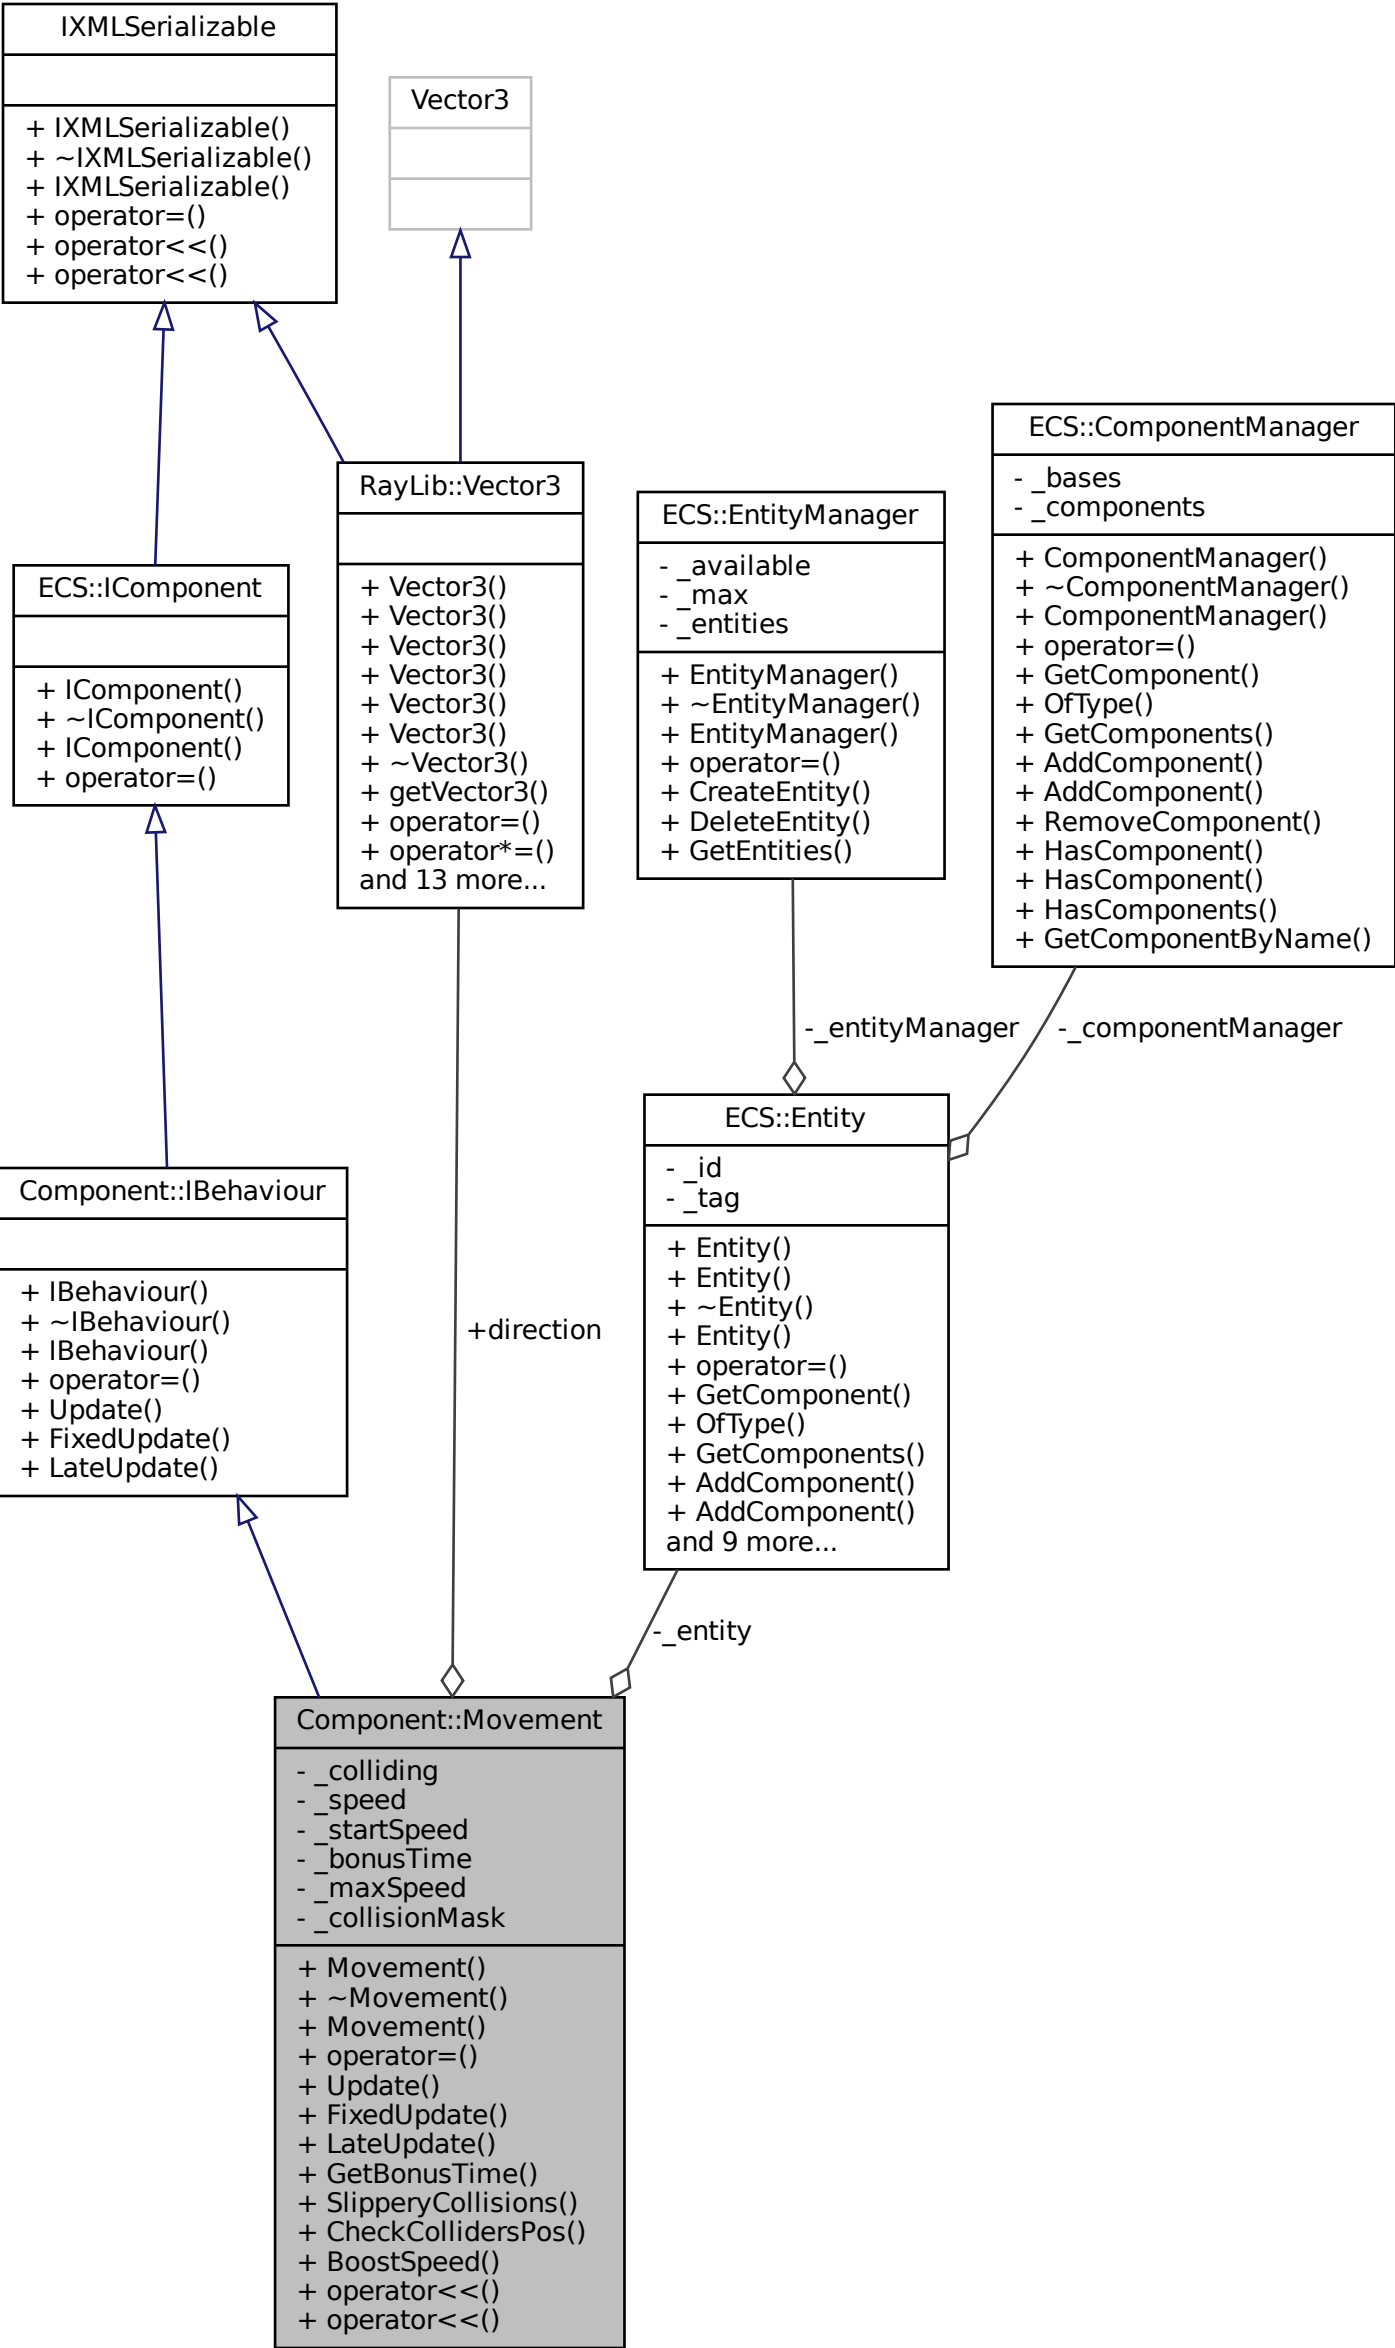 IXMLSerializable
+ IXMLSerializable()
+ ~IXMLSerializable()
+ IXMLSerializable()
+ operator=()
+ operator<<()
+ operator<<()
Vector3
RayLib::Vector3
+ Vector3()
+ Vector3()
+ Vector3()
+ Vector3()
+ Vector3()
+ Vector3()
+ ~Vector3()
+ getVector3()
+ operator=()
+ operator*=()
and 13 more...
ECS::EntityManager
- _available
- _max
- _entities
+ EntityManager()
+ ~EntityManager()
+ EntityManager()
+ operator=()
+ CreateEntity()
+ DeleteEntity()
+ GetEntities()
ECS::ComponentManager
- _bases
- _components
+ ComponentManager()
+ ~ComponentManager()
+ ComponentManager()
+ operator=()
+ GetComponent()
+ OfType()
+ GetComponents()
+ AddComponent()
+ AddComponent()
+ RemoveComponent()
+ HasComponent()
+ HasComponent()
+ HasComponents()
+ GetComponentByName()
ECS::IComponent
+ IComponent()
+ ~IComponent()
+ IComponent()
+ operator=()
-_entityManager
-_componentManager
ECS::Entity
- _id
- _tag
+ Entity()
+ Entity()
+ ~Entity()
+ Entity()
+ operator=()
+ GetComponent()
+ OfType()
+ GetComponents()
+ AddComponent()
+ AddComponent()
and 9 more...
Component::IBehaviour
+ IBehaviour()
+ ~IBehaviour()
+ IBehaviour()
+ operator=()
+ Update()
+ FixedUpdate()
+ LateUpdate()
+direction
-_entity
Component::Movement
- _colliding
- _speed
- _startSpeed
- _bonusTime
- _maxSpeed
- _collisionMask
+ Movement()
+ ~Movement()
+ Movement()
+ operator=()
+ Update()
+ FixedUpdate()
+ LateUpdate()
+ GetBonusTime()
+ SlipperyCollisions()
+ CheckCollidersPos()
+ BoostSpeed()
+ operator<<()
+ operator<<()